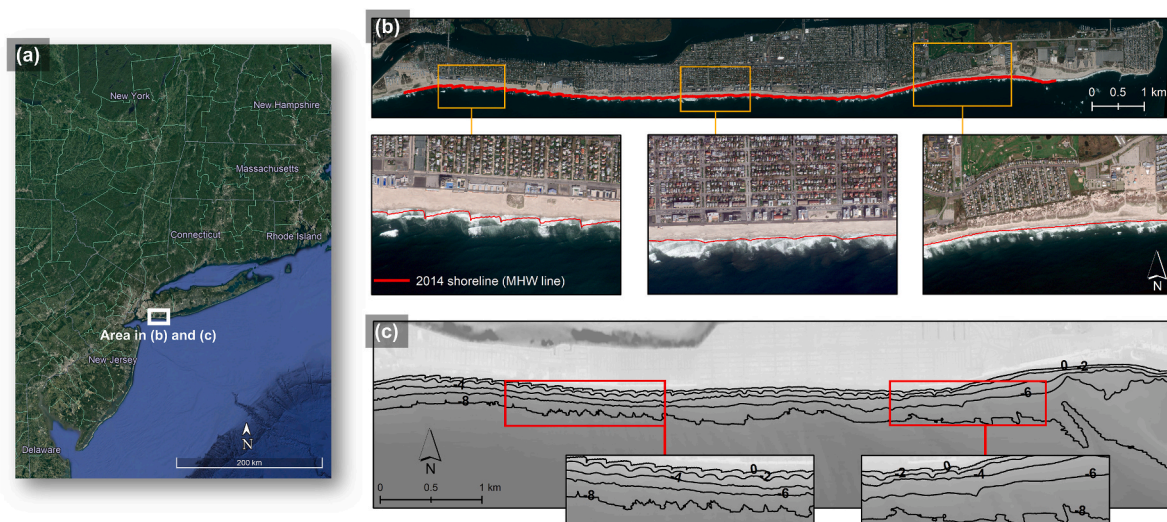 (a)
New York
New Hampshire
Massachusetts
Connecticut
Rhode Island
Area in (b) and (c)
New Jersey
Delaware
N
200 km
(b)
0 0.5 1
km
2014 shoreline (MHW line)
N
(c)
0
-2
-4
-6
-8
N
0 0.5 1 km
0
-2
-4
-6
-8
0
-2
-4
-6
-8